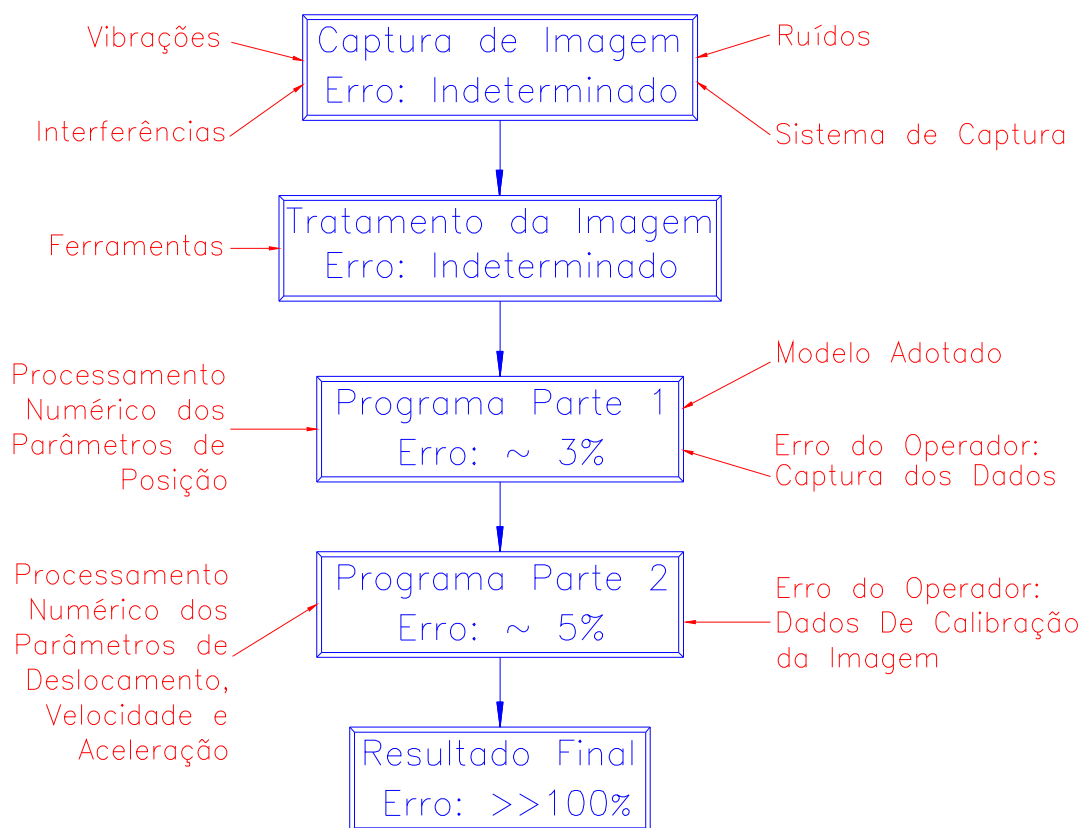 Vibrações
Interferências
Captura de Imagem
Erro: Indeterminado
Ruídos
Sistema de Captura
Ferramentas
Tratamento da Imagem
Erro: Indeterminado
Processamento
Numérico dos
Parâmetros de
Posição
Programa Parte 1
Erro: ~ 3%
Modelo Adotado
Erro do Operador:
Captura dos Dados
Processamento
Numérico dos
Parâmetros de
Deslocamento,
Velocidade e
Aceleração
Programa Parte 2
Erro: ~ 5%
Erro do Operador:
Dados De Calibração
da Imagem
Resultado Final
Erro: >>100%